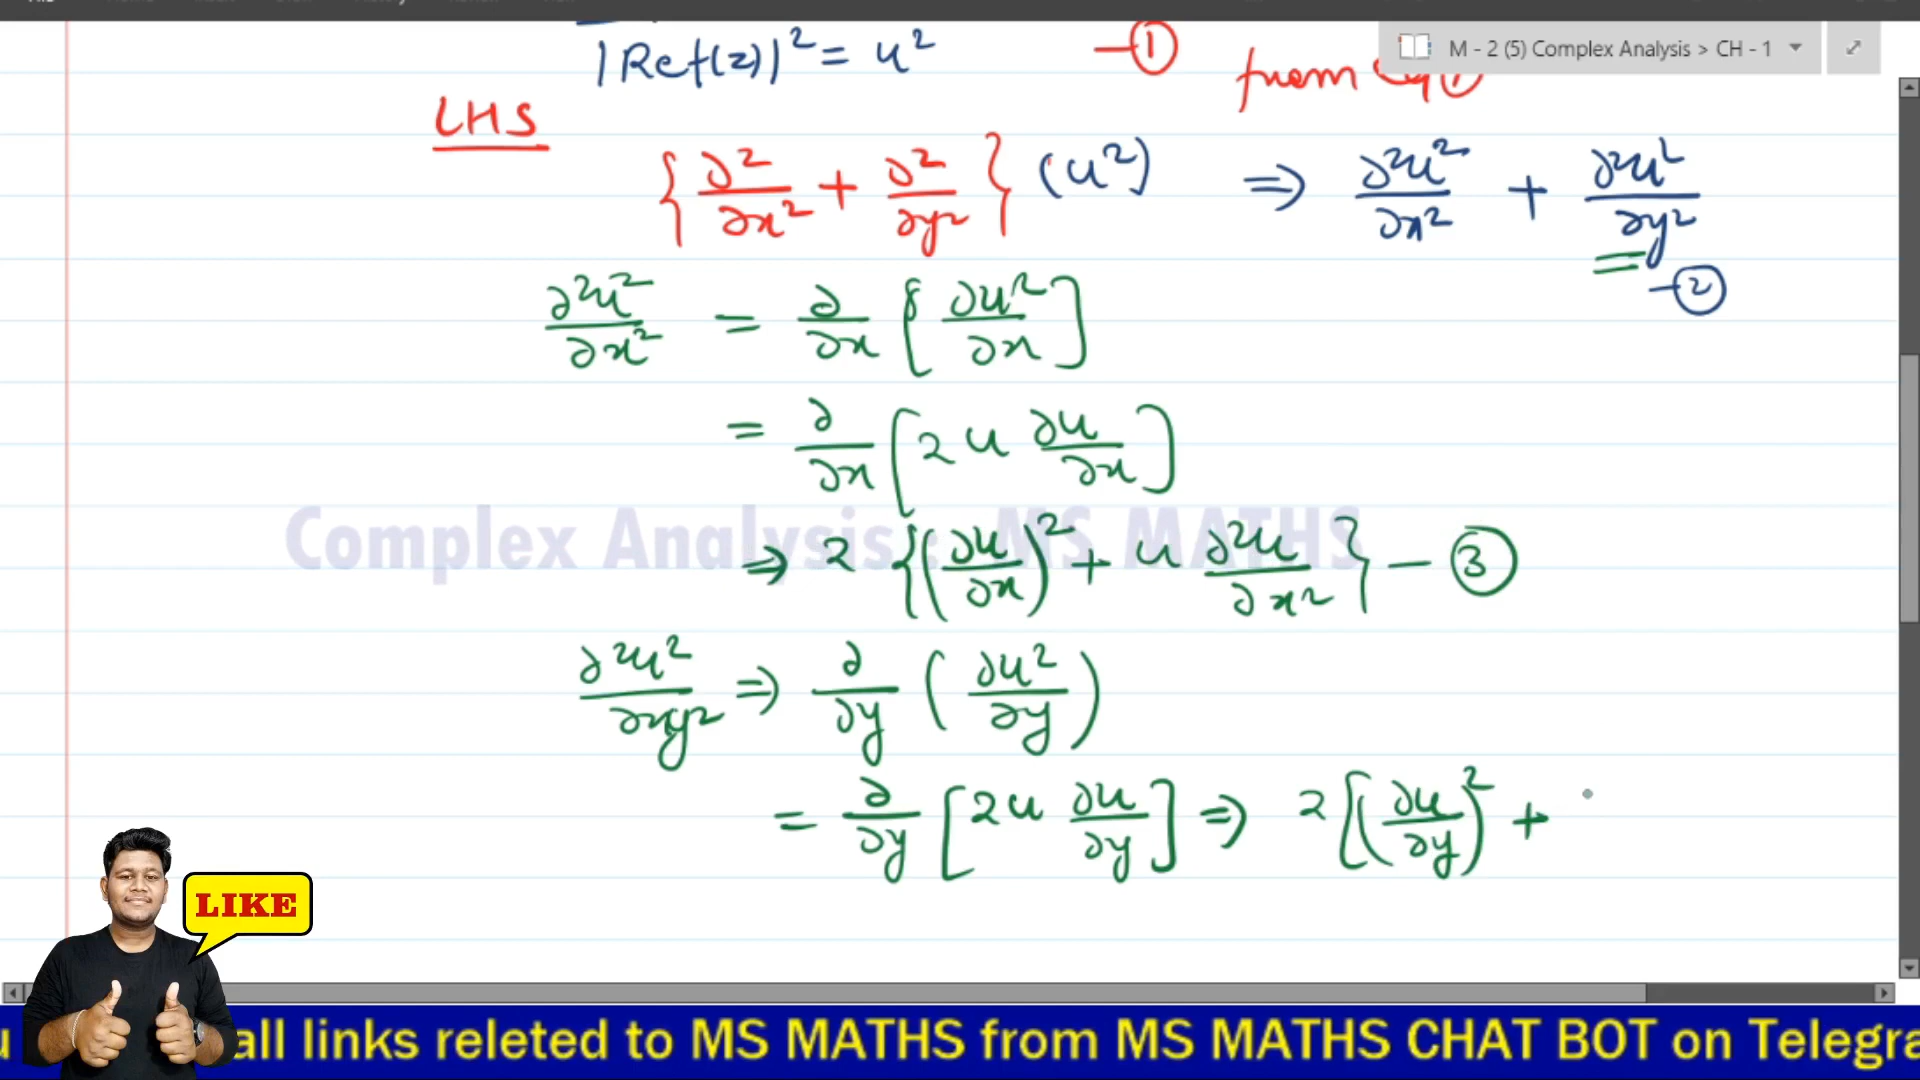 M - 2 (5) Complex Analysis > CH - 1
|Ref(z)|² = u² —①
from
LHS
{∂²/∂x² + ∂²/∂y²} (u²) ⇒ ∂²u²/∂x² + ∂²u²/∂y² —②
∂²u²/∂x² = ∂/∂x [∂u²/∂x]
= ∂/∂x [2u ∂u/∂x]
Complex Analysis : MS MATHS
⇒ 2 {(∂u/∂x)² + u ∂²u/∂x²} — ③
∂²u²/∂y² ⇒ ∂/∂y (∂u²/∂y)
= ∂/∂y [2u ∂u/∂y] ⇒ 2[(∂u/∂y)² +
LIKE
all links releted to MS MATHS from MS MATHS CHAT BOT on Telegra